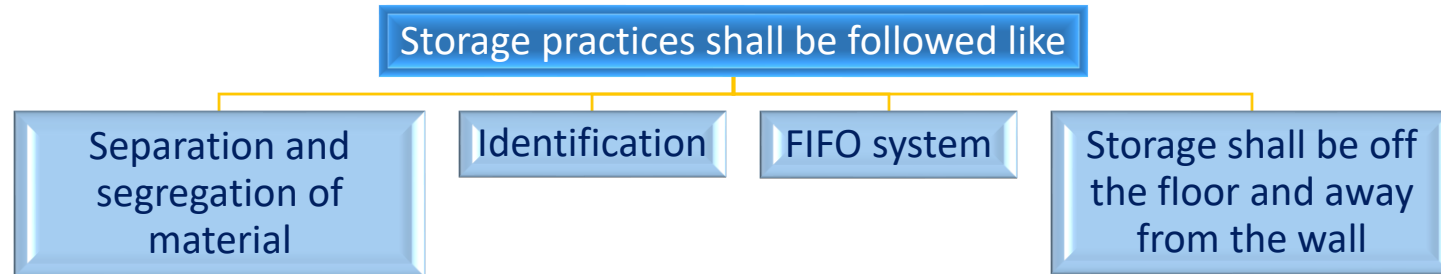 Storage practices shall be followed like
Separation and
segregation of
material
Identification
FIFO system
Storage shall be off
the floor and away
from the wall